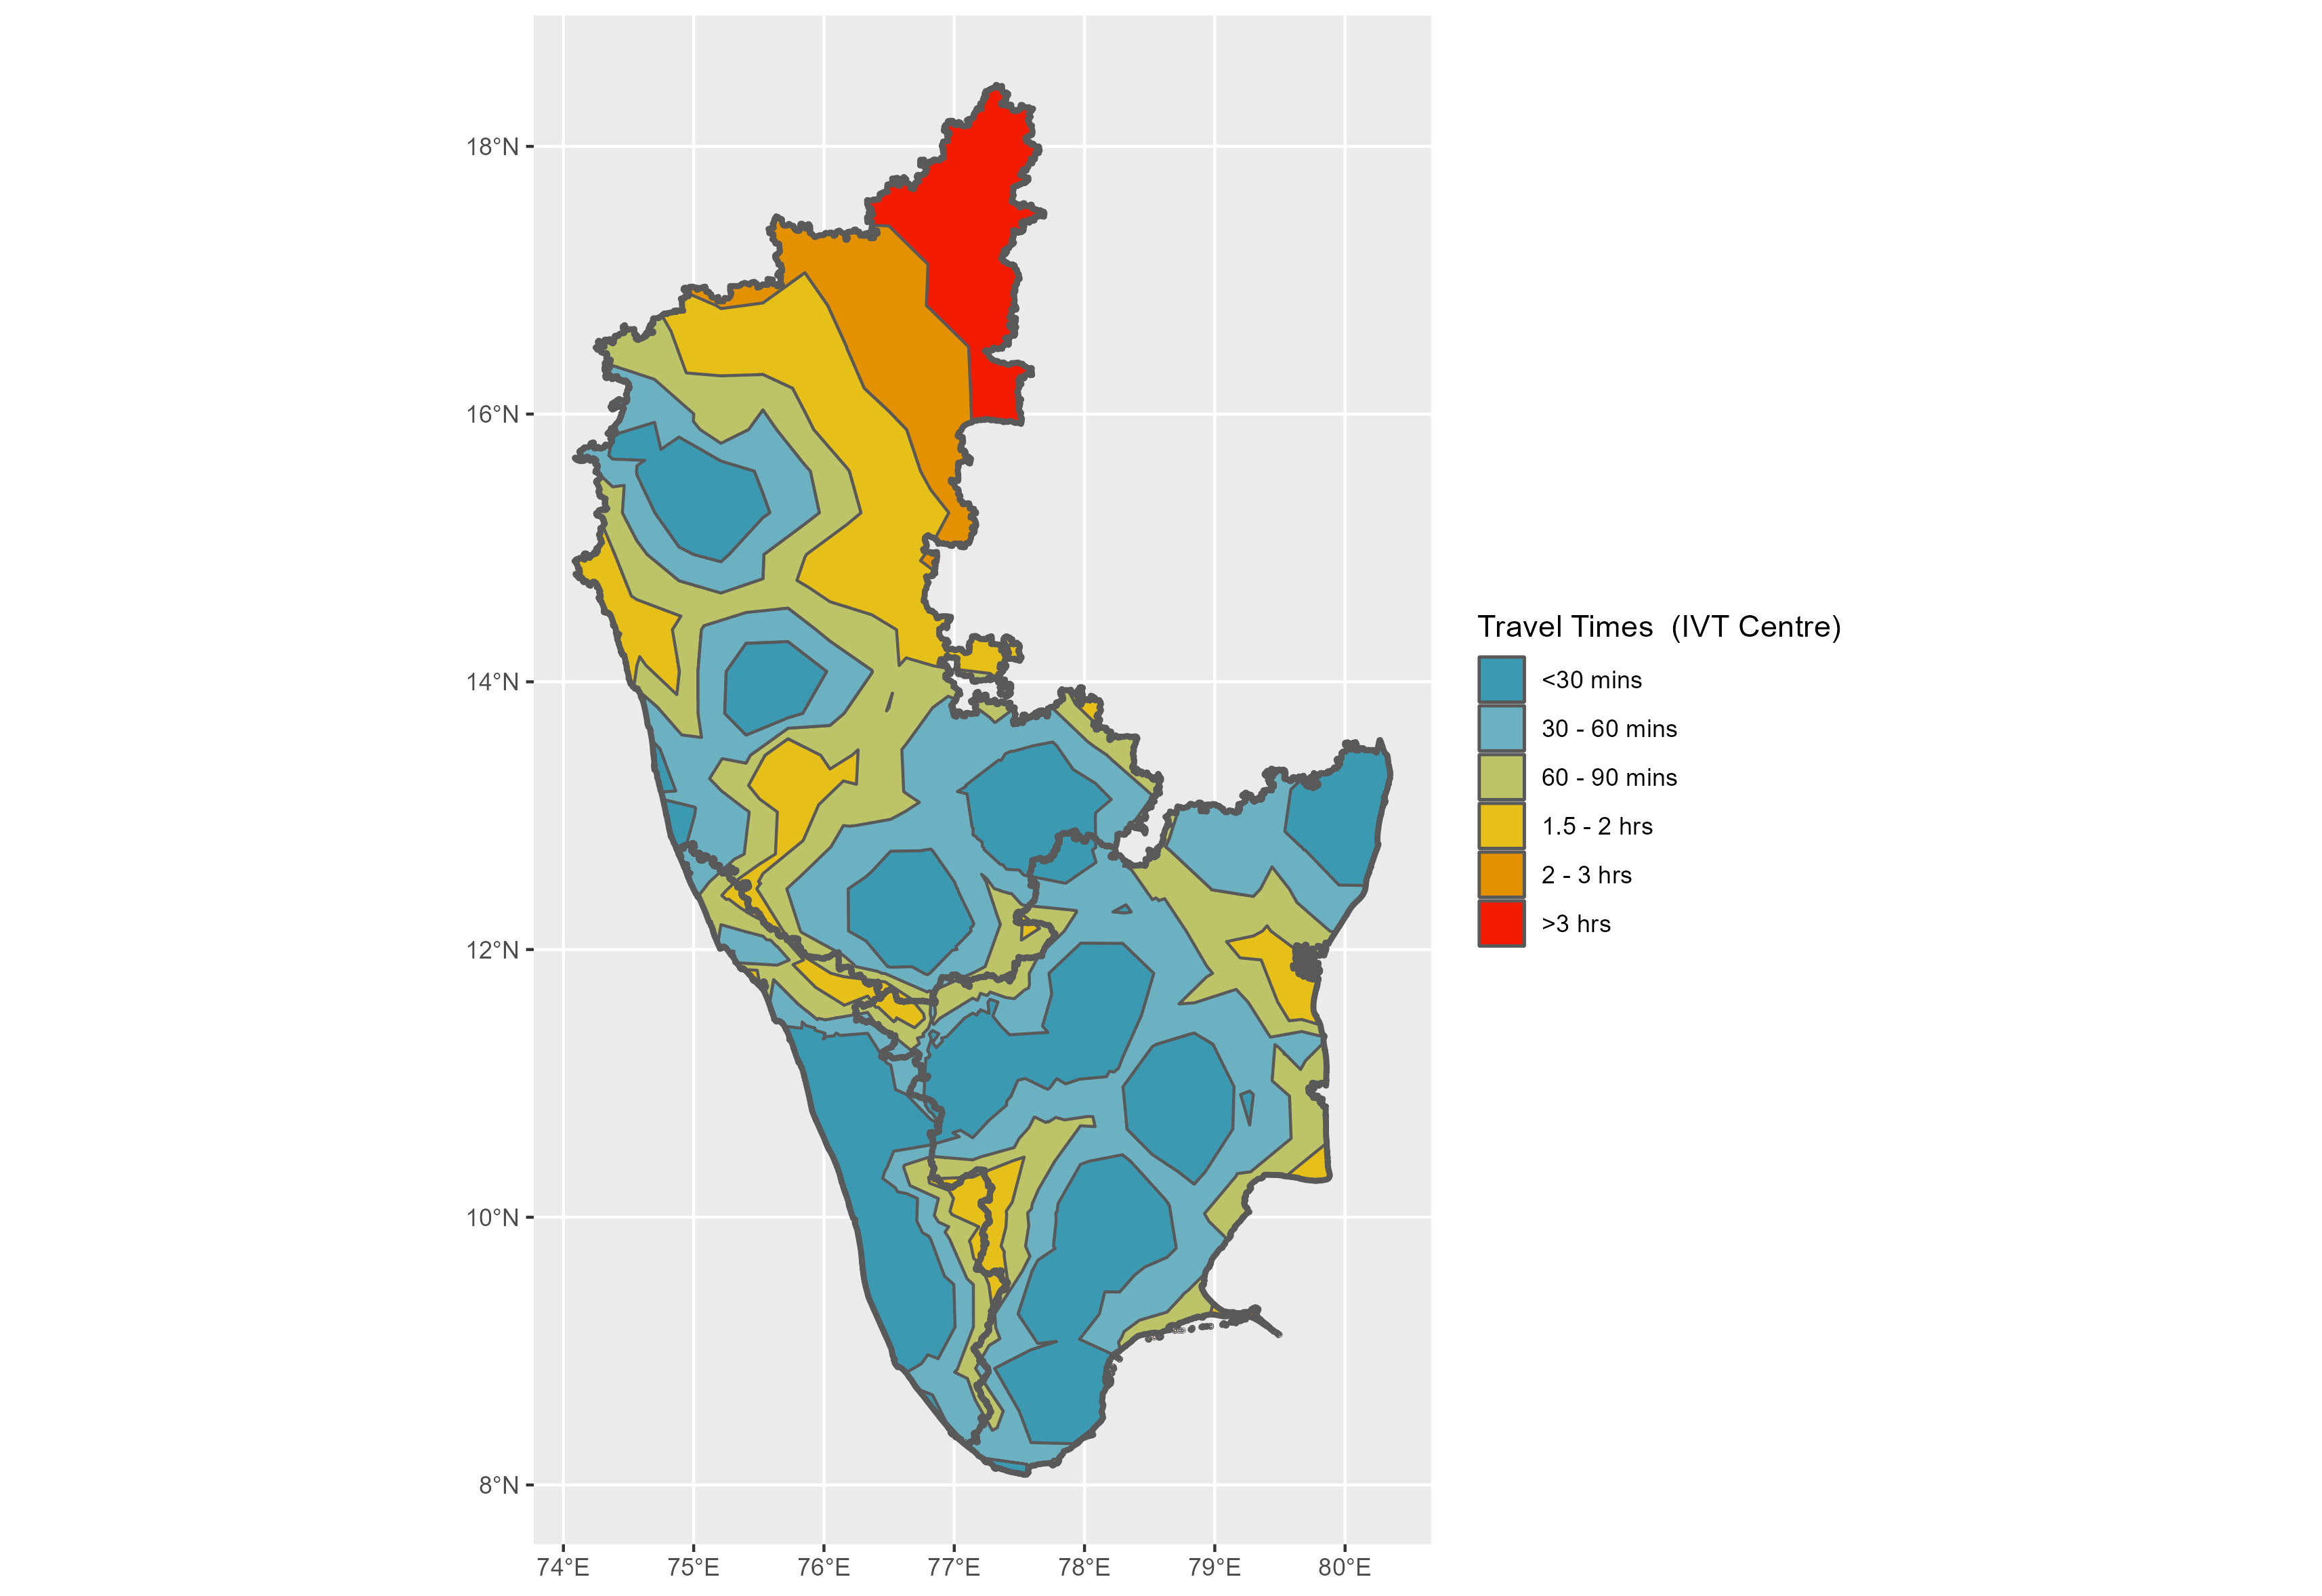 18°N
16°N
14°N
12°N
10°N
8°N
74°E 75°E 76°E 77°E 78°E 79°E 80°E
Travel Times (IVT Centre)
<30 mins
30 - 60 mins
60 - 90 mins
1.5 - 2 hrs
2 - 3 hrs
>3 hrs